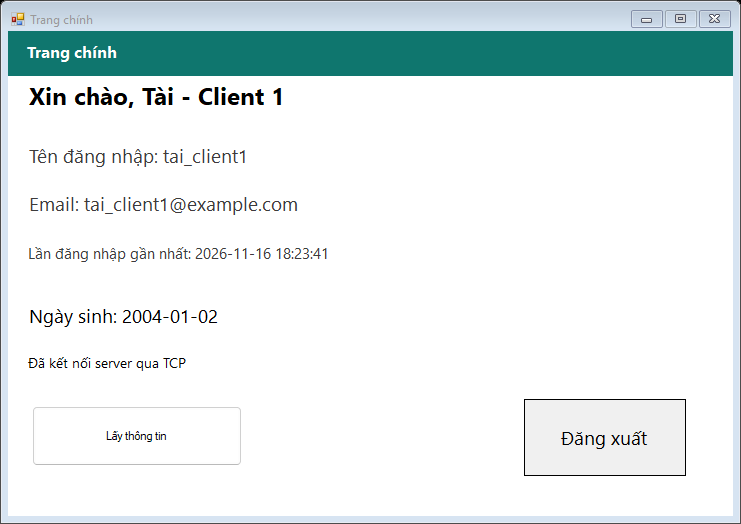 Trang chính
Trang chính
Xin chào, Tài - Client 1
Tên đăng nhập: tai_client1
Email: tai_client1@example.com
Lần đăng nhập gần nhất: 2026-11-16 18:23:41
Ngày sinh: 2004-01-02
Đã kết nối server qua TCP
Lấy thông tin
Đăng xuất